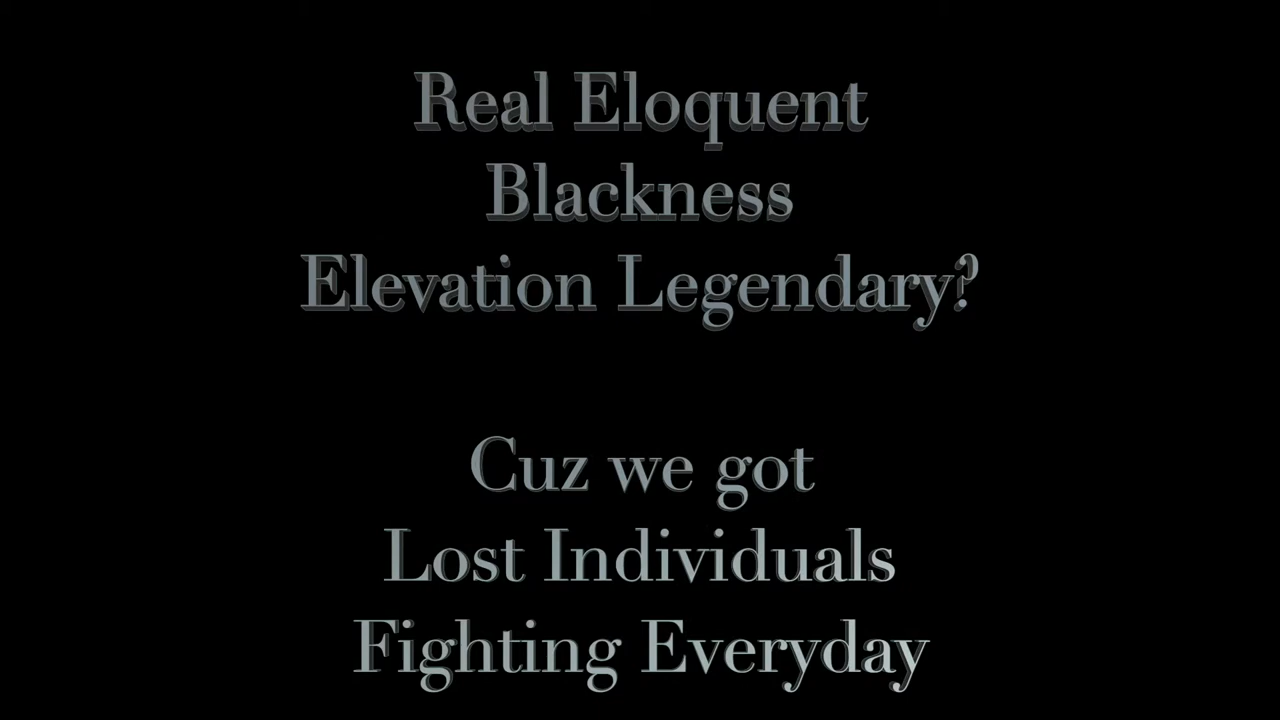 Real Eloquent
Blackness
Elevation Legendary?
Cuz we got
Lost Individuals
Fighting Everyday